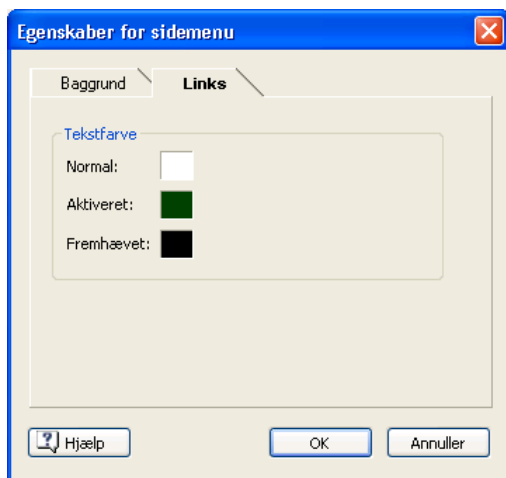 Egenskaber for sidemenu
Baggrund Links
Tekstfarve
Normal:
Aktiveret:
Fremhævet:
Hjælp OK Annuller